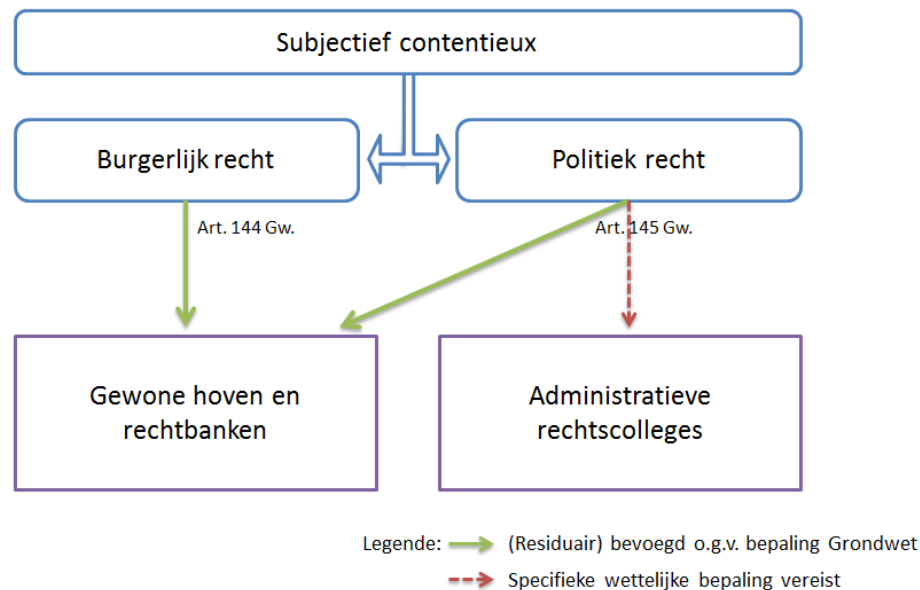 Subjectief contentieux
Burgerlijk recht
Politiek recht
Art. 144 Gw.
Art. 145 Gw.
Gewone hoven en
rechtbanken
Administratieve
rechtscolleges
Legende:
(Residuair) bevoegd o.g.v. bepaling Grondwet
Specifieke wettelijke bepaling vereist